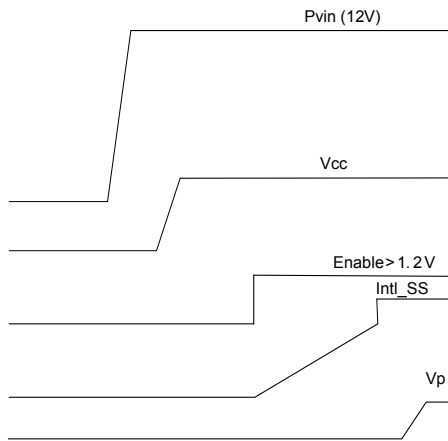 Pvin (12V)
Vcc
Enable>1.2V
Intl_SS
Vp